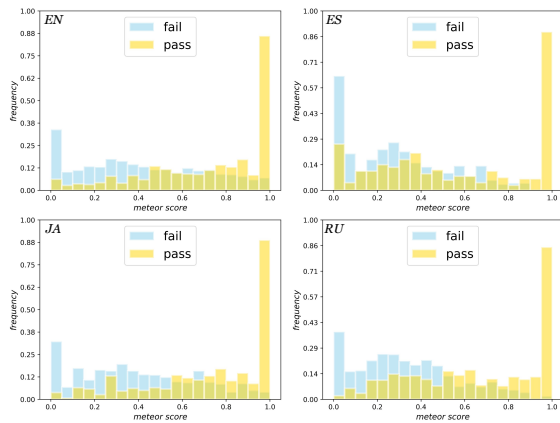 EN
fail
pass
1.00
0.88
0.75
0.62
0.50
0.38
0.25
0.12
0.00
frequency
0.0 0.2 0.4 0.6 0.8 1.0
meteor score
ES
fail
pass
1.00
0.86
0.71
0.57
0.43
0.29
0.14
0.00
frequency
0.0 0.2 0.4 0.6 0.8 1.0
meteor score
JA
fail
pass
1.00
0.88
0.75
0.62
0.50
0.38
0.25
0.12
0.00
frequency
0.0 0.2 0.4 0.6 0.8 1.0
meteor score
RU
fail
pass
1.00
0.86
0.71
0.57
0.43
0.29
0.14
0.00
frequency
0.0 0.2 0.4 0.6 0.8 1.0
meteor score